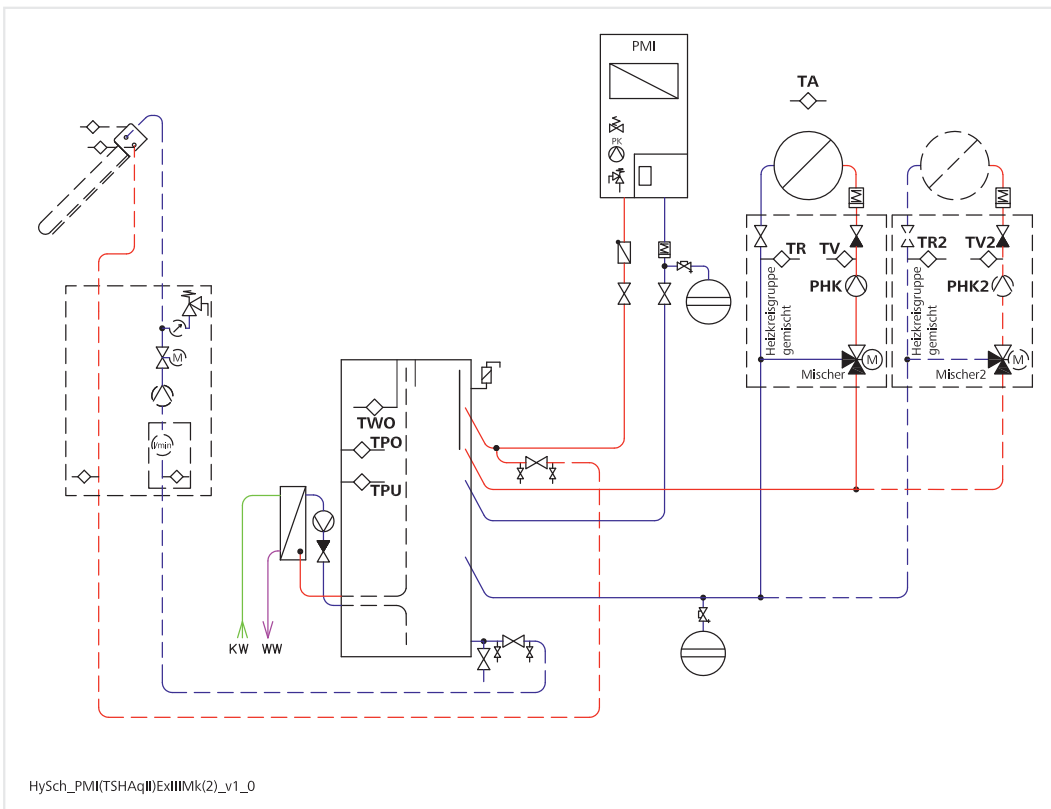 PMI
TA
PK
TR
TV
TR2
TV2
PHK
PHK2
Heizkreisgruppe
gemischt
Heizkreisgruppe
gemischt
M
Mischer
M
Mischer2
M
l/min
TWO
TPO
TPU
KW
WW
HySch_PMI(TSHAqII)ExIIIMk(2)_v1_0